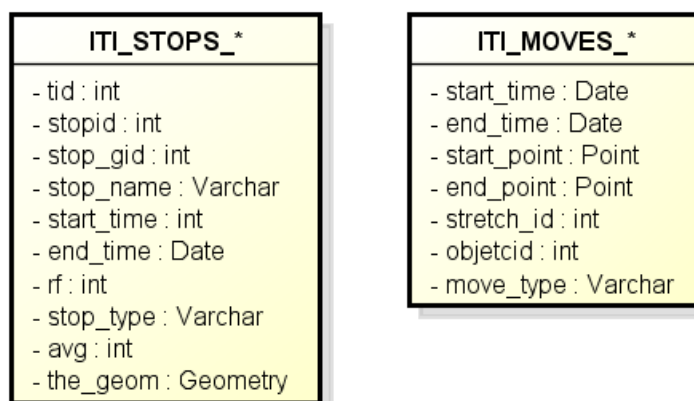 ITI_STOPS_*
- tid : int
- stopid : int
- stop_gid : int
- stop_name : Varchar
- start_time : int
- end_time : Date
- rf : int
- stop_type : Varchar
- avg : int
- the_geom : Geometry
ITI_MOVES_*
- start_time : Date
- end_time : Date
- start_point : Point
- end_point : Point
- stretch_id : int
- objetcid : int
- move_type : Varchar